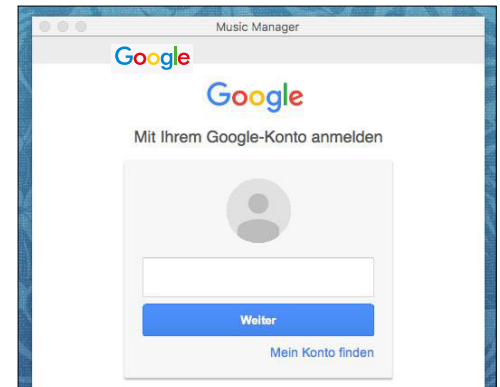 Music Manager
Google
Google
Mit Ihrem Google-Konto anmelden
Weiter
Mein Konto finden